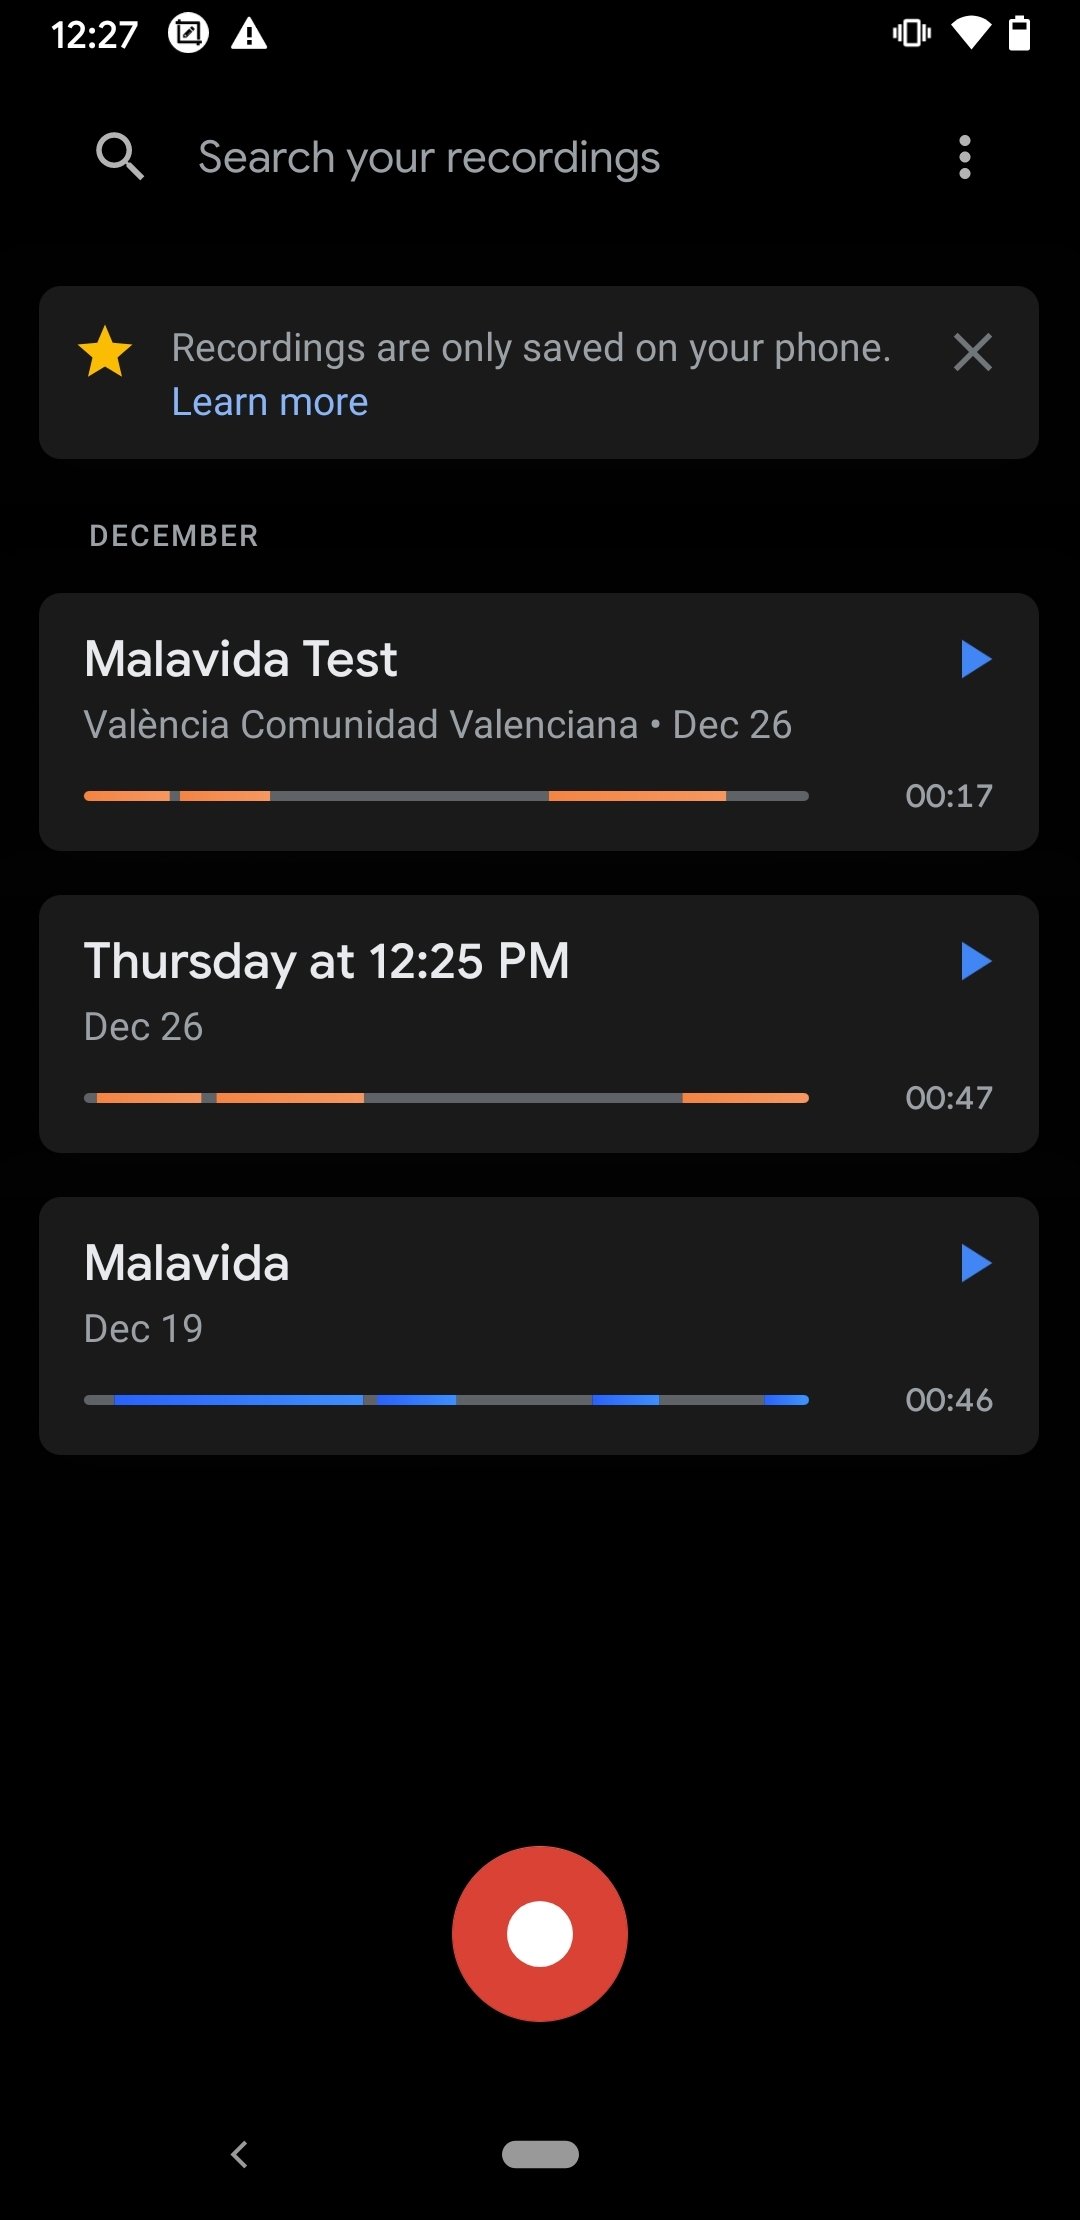 12:27
Search your recordings
Recordings are only saved on your phone.
Learn more
DECEMBER
Malavida Test
València Comunidad Valenciana • Dec 26
00:17
Thursday at 12:25 PM
Dec 26
00:47
Malavida
Dec 19
00:46